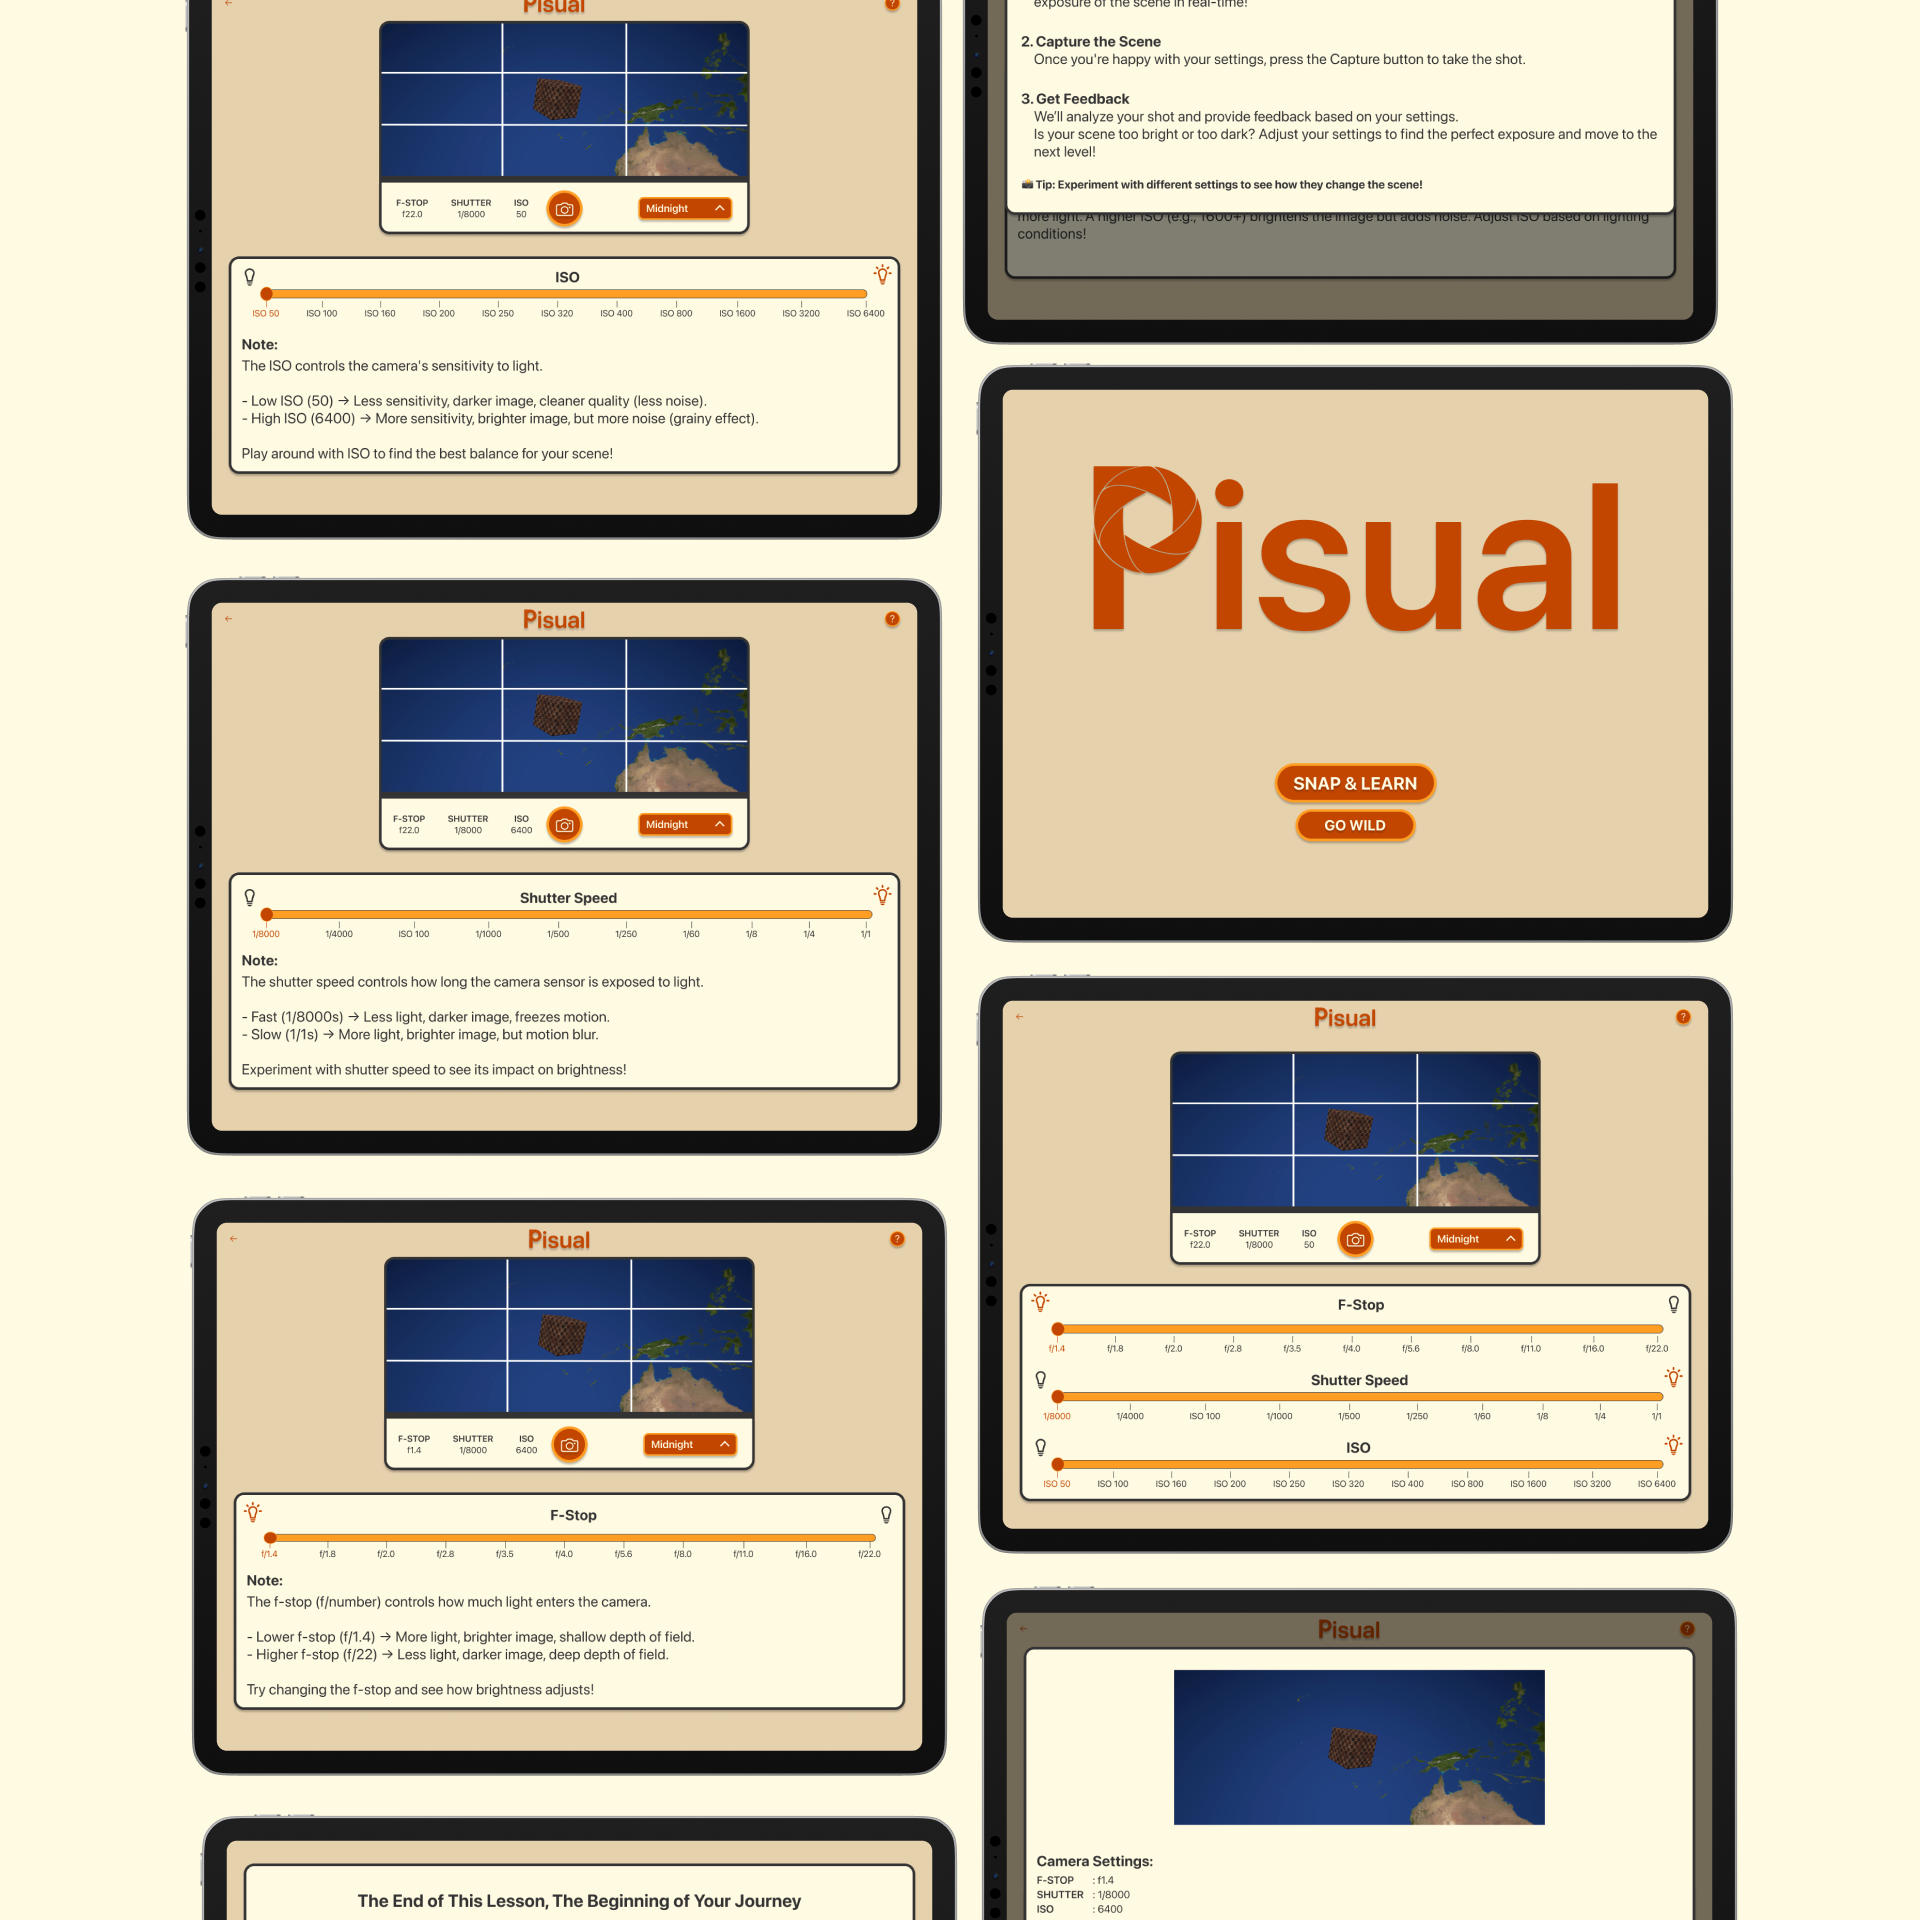 Pisual
?
F-STOP SHUTTER ISO
f22.0 1/8000 50
Midnight
ISO
ISO 50 ISO 100 ISO 160 ISO 200 ISO 250 ISO 320 ISO 400 ISO 800 ISO 1600 ISO 3200 ISO 6400
Note:
The ISO controls the camera's sensitivity to light.
- Low ISO (50) → Less sensitivity, darker image, cleaner quality (less noise).
- High ISO (6400) → More sensitivity, brighter image, but more noise (grainy effect).
Play around with ISO to find the best balance for your scene!
Pisual
?
F-STOP SHUTTER ISO
f22.0 1/8000 6400
Midnight
Shutter Speed
1/8000 1/4000 ISO 100 1/1000 1/500 1/250 1/60 1/8 1/4 1/1
Note:
The shutter speed controls how long the camera sensor is exposed to light.
- Fast (1/8000s) → Less light, darker image, freezes motion.
- Slow (1/1s) → More light, brighter image, but motion blur.
Experiment with shutter speed to see its impact on brightness!
Pisual
?
F-STOP SHUTTER ISO
f1.4 1/8000 6400
Midnight
F-Stop
f/1.4 f/1.8 f/2.0 f/2.8 f/3.5 f/4.0 f/5.6 f/8.0 f/11.0 f/16.0 f/22.0
Note:
The f-stop (f/number) controls how much light enters the camera.
- Lower f-stop (f/1.4) → More light, brighter image, shallow depth of field.
- Higher f-stop (f/22) → Less light, darker image, deep depth of field.
Try changing the f-stop and see how brightness adjusts!
The End of This Lesson, The Beginning of Your Journey
exposure of the scene in real-time!
2. Capture the Scene
Once you're happy with your settings, press the Capture button to take the shot.
3. Get Feedback
We'll analyze your shot and provide feedback based on your settings.
Is your scene too bright or too dark? Adjust your settings to find the perfect exposure and move to the
next level!
📸 Tip: Experiment with different settings to see how they change the scene!
more light. A higher ISO (e.g., 1600+) brightens the image but adds noise. Adjust ISO based on lighting
conditions!
Pisual
SNAP & LEARN
GO WILD
Pisual
?
F-STOP SHUTTER ISO
f22.0 1/8000 50
Midnight
F-Stop
f/1.4 f/1.8 f/2.0 f/2.8 f/3.5 f/4.0 f/5.6 f/8.0 f/11.0 f/16.0 f/22.0
Shutter Speed
1/8000 1/4000 ISO 100 1/1000 1/500 1/250 1/60 1/8 1/4 1/1
ISO
ISO 50 ISO 100 ISO 160 ISO 200 ISO 250 ISO 320 ISO 400 ISO 800 ISO 1600 ISO 3200 ISO 6400
Pisual
?
Camera Settings:
F-STOP : f1.4
SHUTTER : 1/8000
ISO : 6400